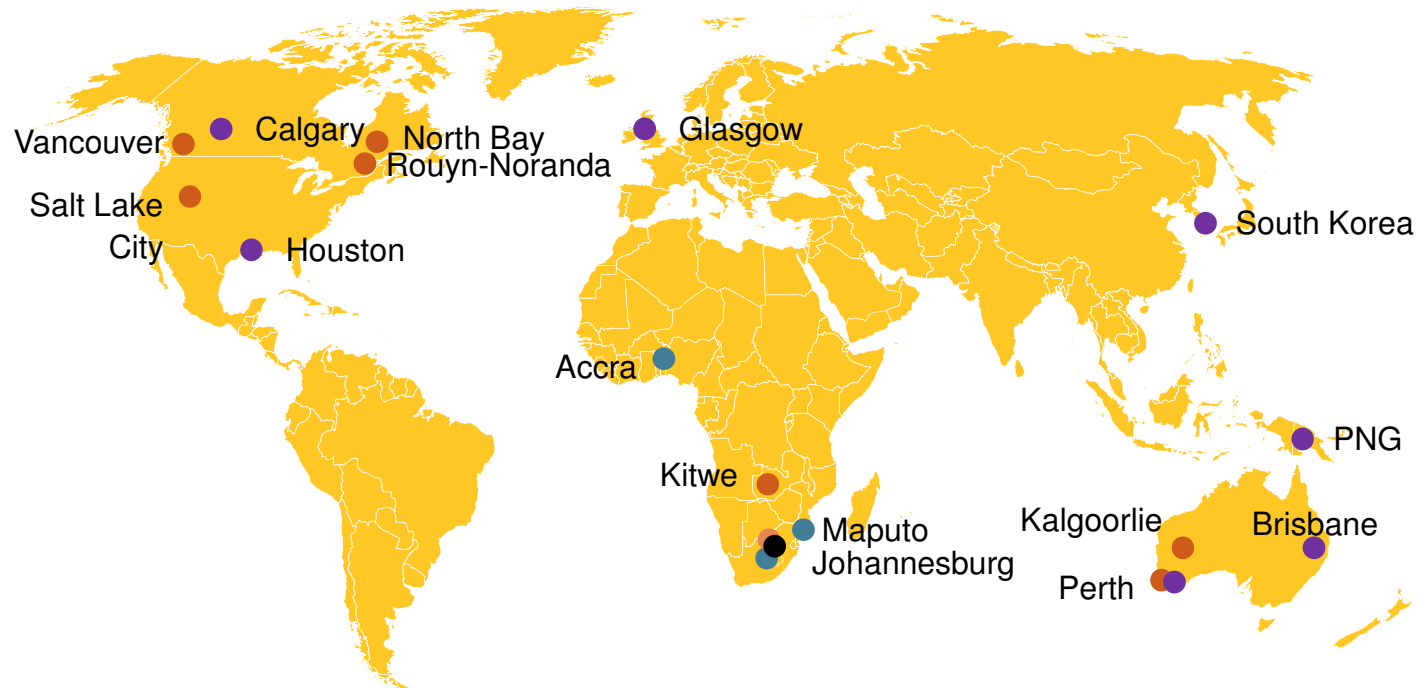 Vancouver
Calgary
North Bay
Rouyn-Noranda
Salt Lake
City
Houston
Glasgow
South Korea
Accra
PNG
Kitwe
Maputo
Johannesburg
Kalgoorlie
Brisbane
Perth